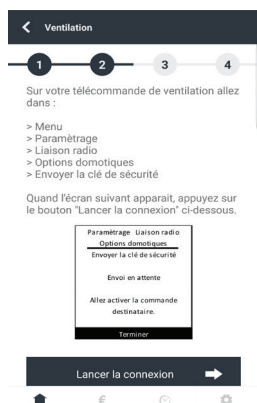 Ventilation
1 2 3 4
Sur votre télécommande de ventilation allez
dans :
> Menu
> Paramétrage
> Liaison radio
> Options domotiques
> Envoyer la clé de sécurité
Quand l'écran suivant apparait, appuyez sur
le bouton "Lancer la connexion" ci-dessous.
Paramétrage Liaison radio
Options domotiques
Envoyer la clé de sécurité
Envoi en attente
Allez activer la commande
destinataire.
Terminer
Lancer la connexion
€